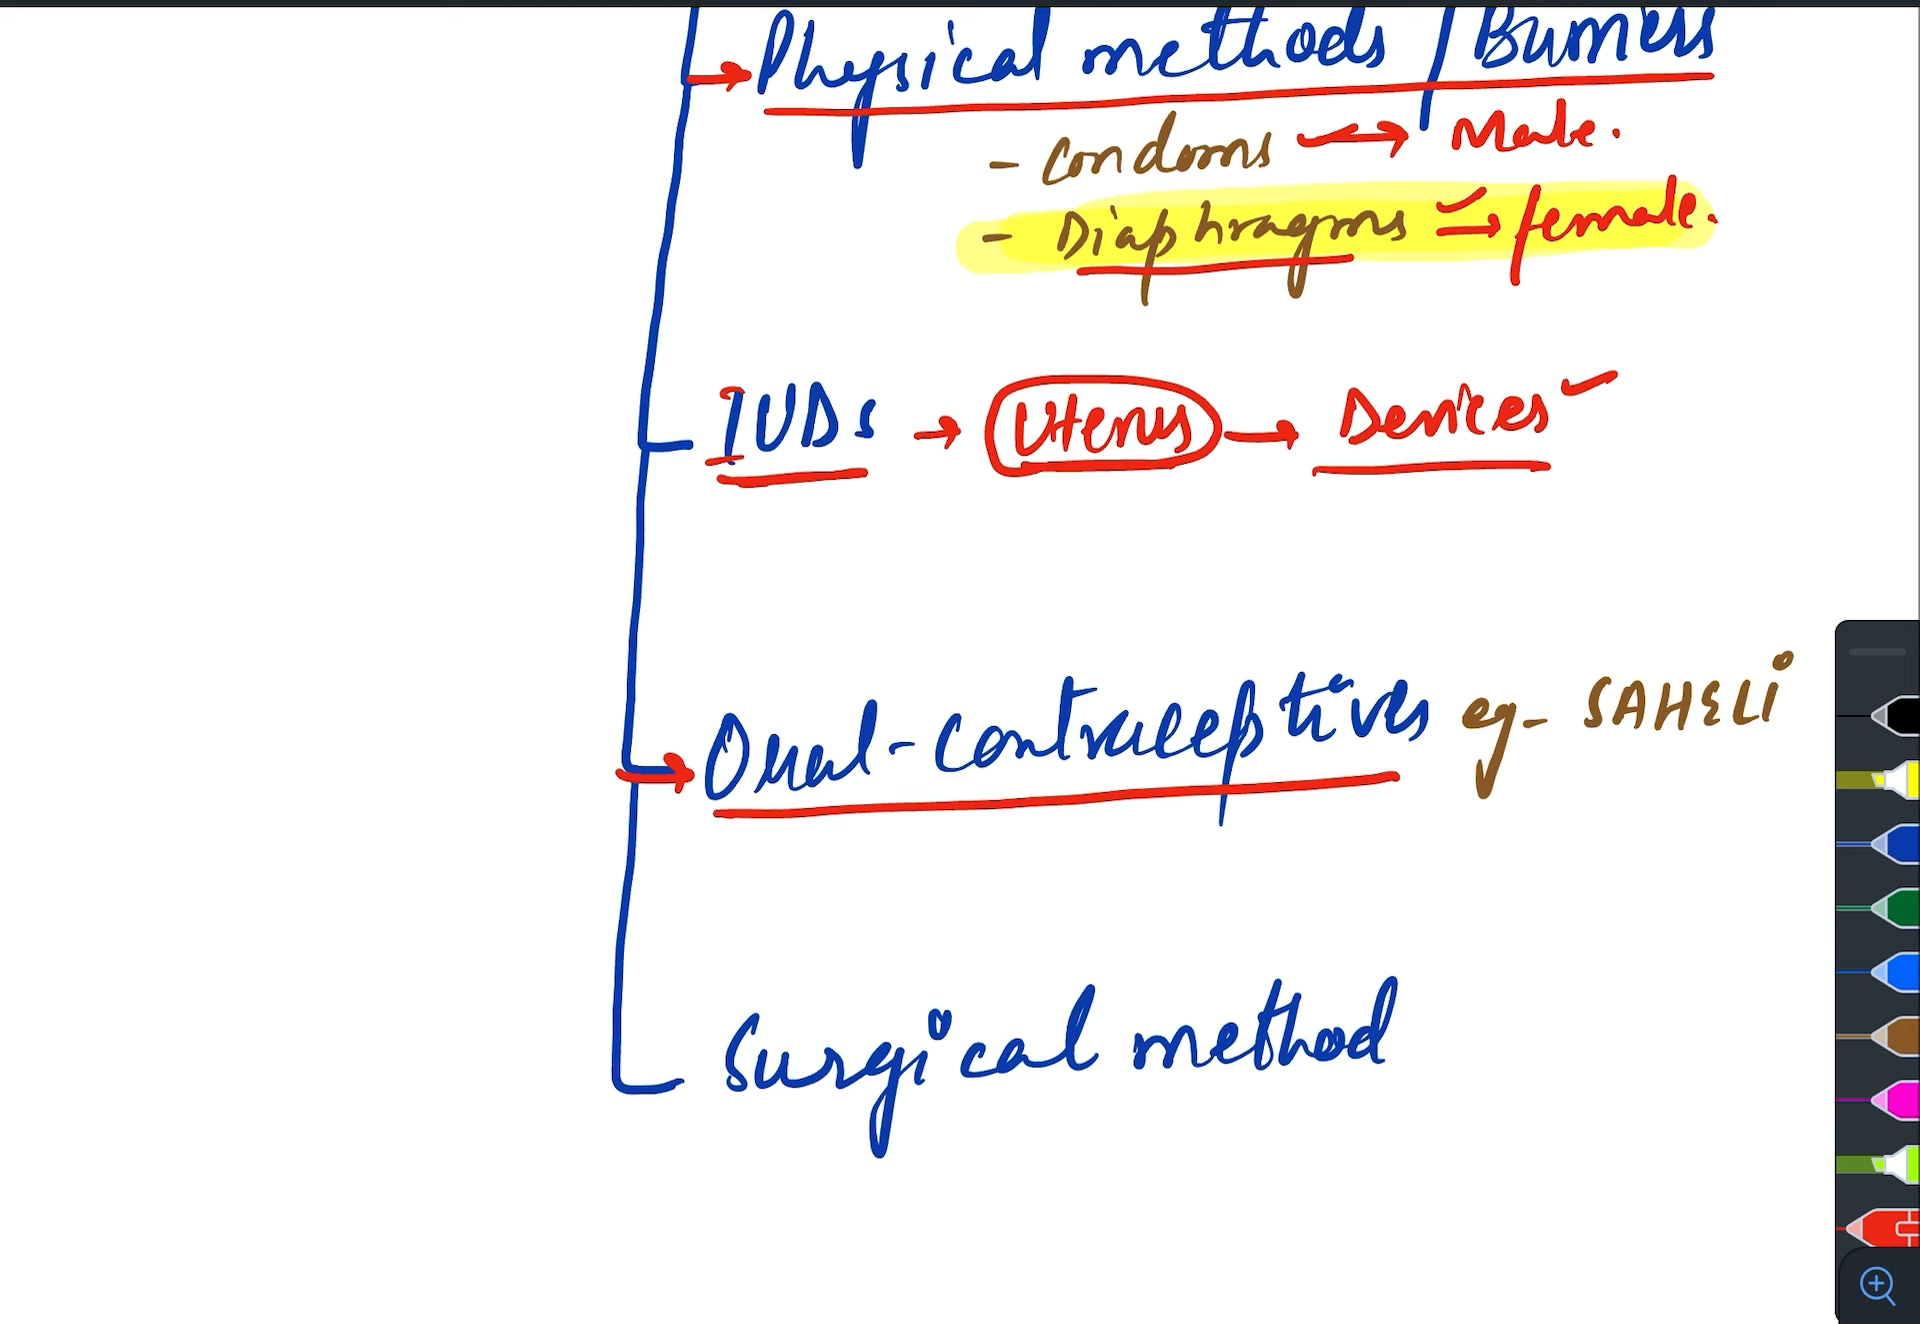 Physical methods / Barriers
- Condoms → Male.
- Diaphragms → female.
IUDs → Uterus → Devices ✓
Oral-contraceptives eg- SAHELI
Surgical method